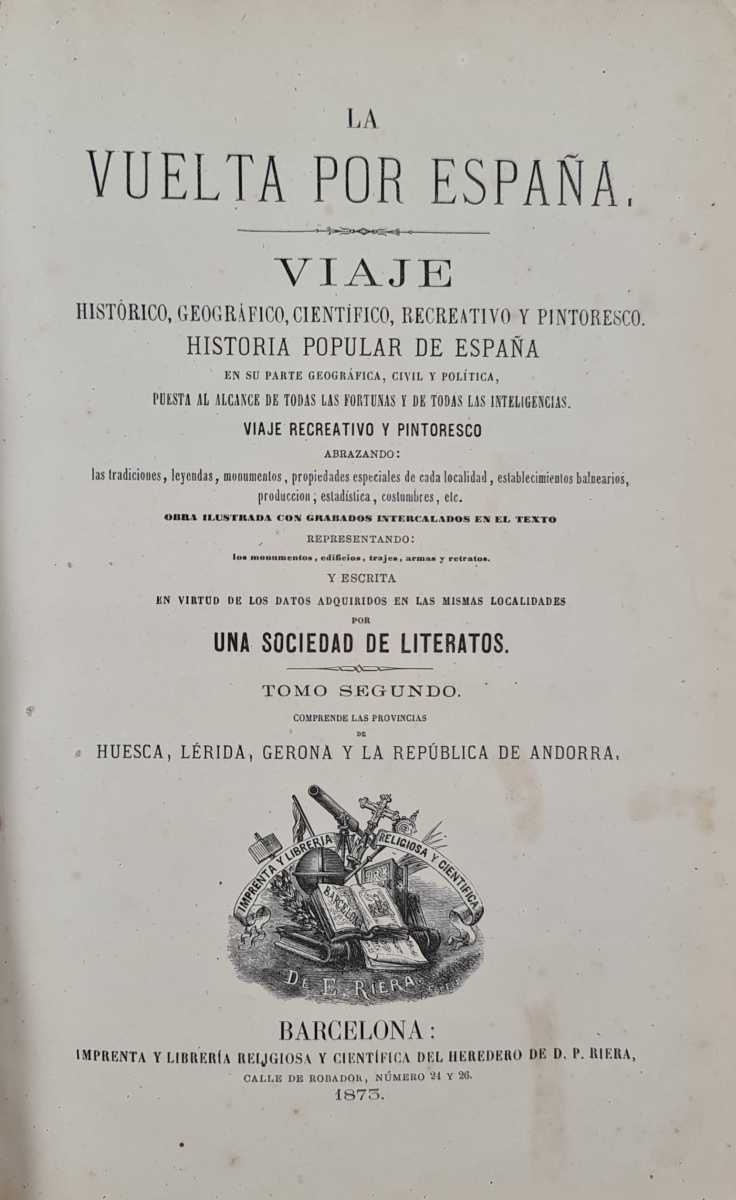 LA
VUELTA POR ESPAÑA.
VIAJE
HISTÓRICO, GEOGRÁFICO, CIENTÍFICO, RECREATIVO Y PINTORESCO.
HISTORIA POPULAR DE ESPAÑA
EN SU PARTE GEOGRÁFICA, CIVIL Y POLÍTICA,
PUESTA AL ALCANCE DE TODAS LAS FORTUNAS Y DE TODAS LAS INTELIGENCIAS.
VIAJE RECREATIVO Y PINTORESCO
ABRAZANDO:
las tradiciones, leyendas, monumentos, propiedades especiales de cada localidad, establecimientos balnearios,
produccion, estadística, costumbres, etc.
OBRA ILUSTRADA CON GRABADOS INTERCALADOS EN EL TEXTO
REPRESENTANDO:
los monumentos, edificios, trajes, armas y retratos.
Y ESCRITA
EN VIRTUD DE LOS DATOS ADQUIRIDOS EN LAS MISMAS LOCALIDADES
POR
UNA SOCIEDAD DE LITERATOS.
TOMO SEGUNDO.
COMPRENDE LAS PROVINCIAS
DE
HUESCA, LÉRIDA, GERONA Y LA REPÚBLICA DE ANDORRA.
IMPRENTA Y LIBRERIA RELIGIOSA Y CIENTÍFICA
BARCELONA
DE E. RIERA
BARCELONA:
IMPRENTA Y LIBRERÍA RELIGIOSA Y CIENTÍFICA DEL HEREDERO DE D. P. RIERA,
CALLE DE ROBADOR, NÚMERO 24 Y 26.
1873.